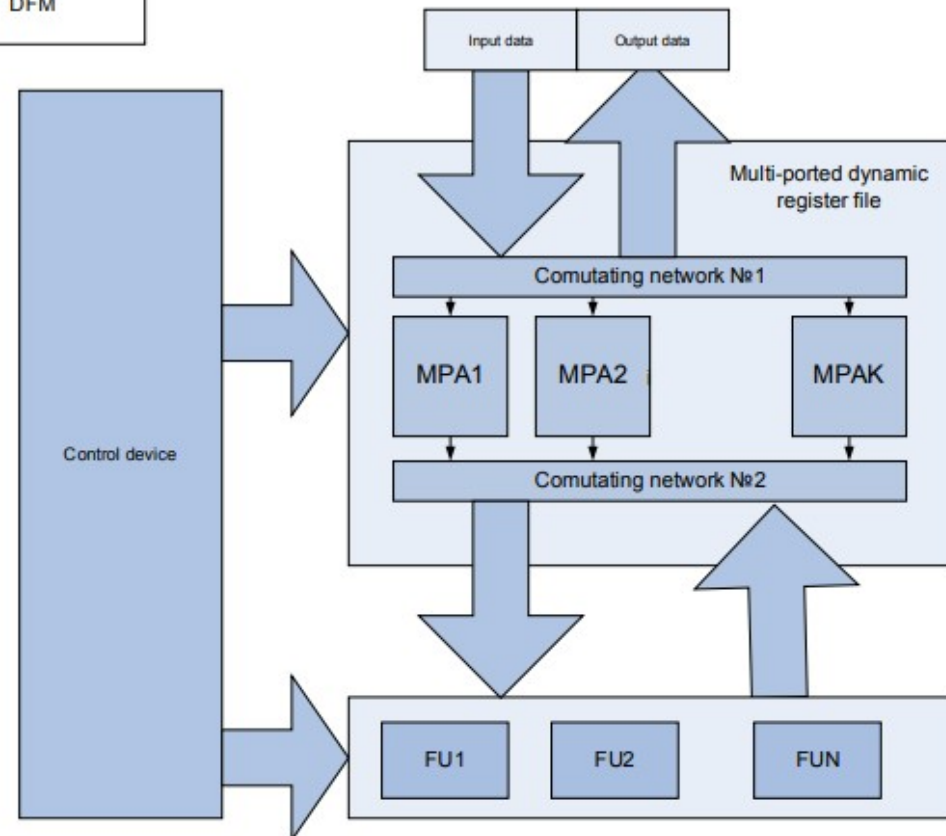 DFM
Input data
Output data
Multi-ported dynamic
register file
Comutating network №1
MPA1
MPA2
MPAK
Control device
Comutating network №2
FU1
FU2
FUN